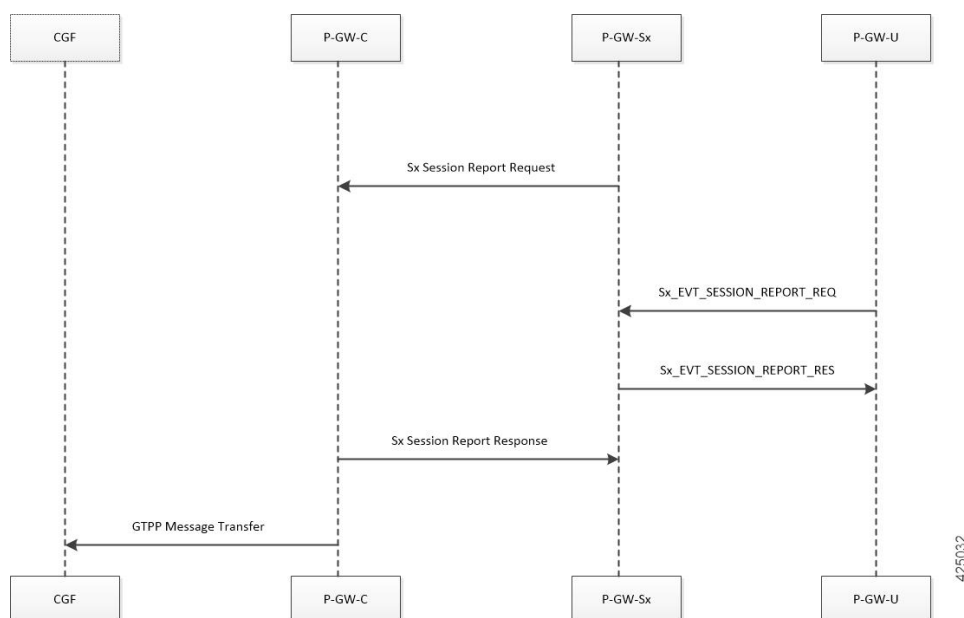 CGF
P-GW-C
P-GW-Sx
P-GW-U
Sx Session Report Request
Sx_EVT_SESSION_REPORT_REQ
Sx_EVT_SESSION_REPORT_RES
Sx Session Report Response
GTPP Message Transfer
CGF
P-GW-C
P-GW-Sx
P-GW-U
425032